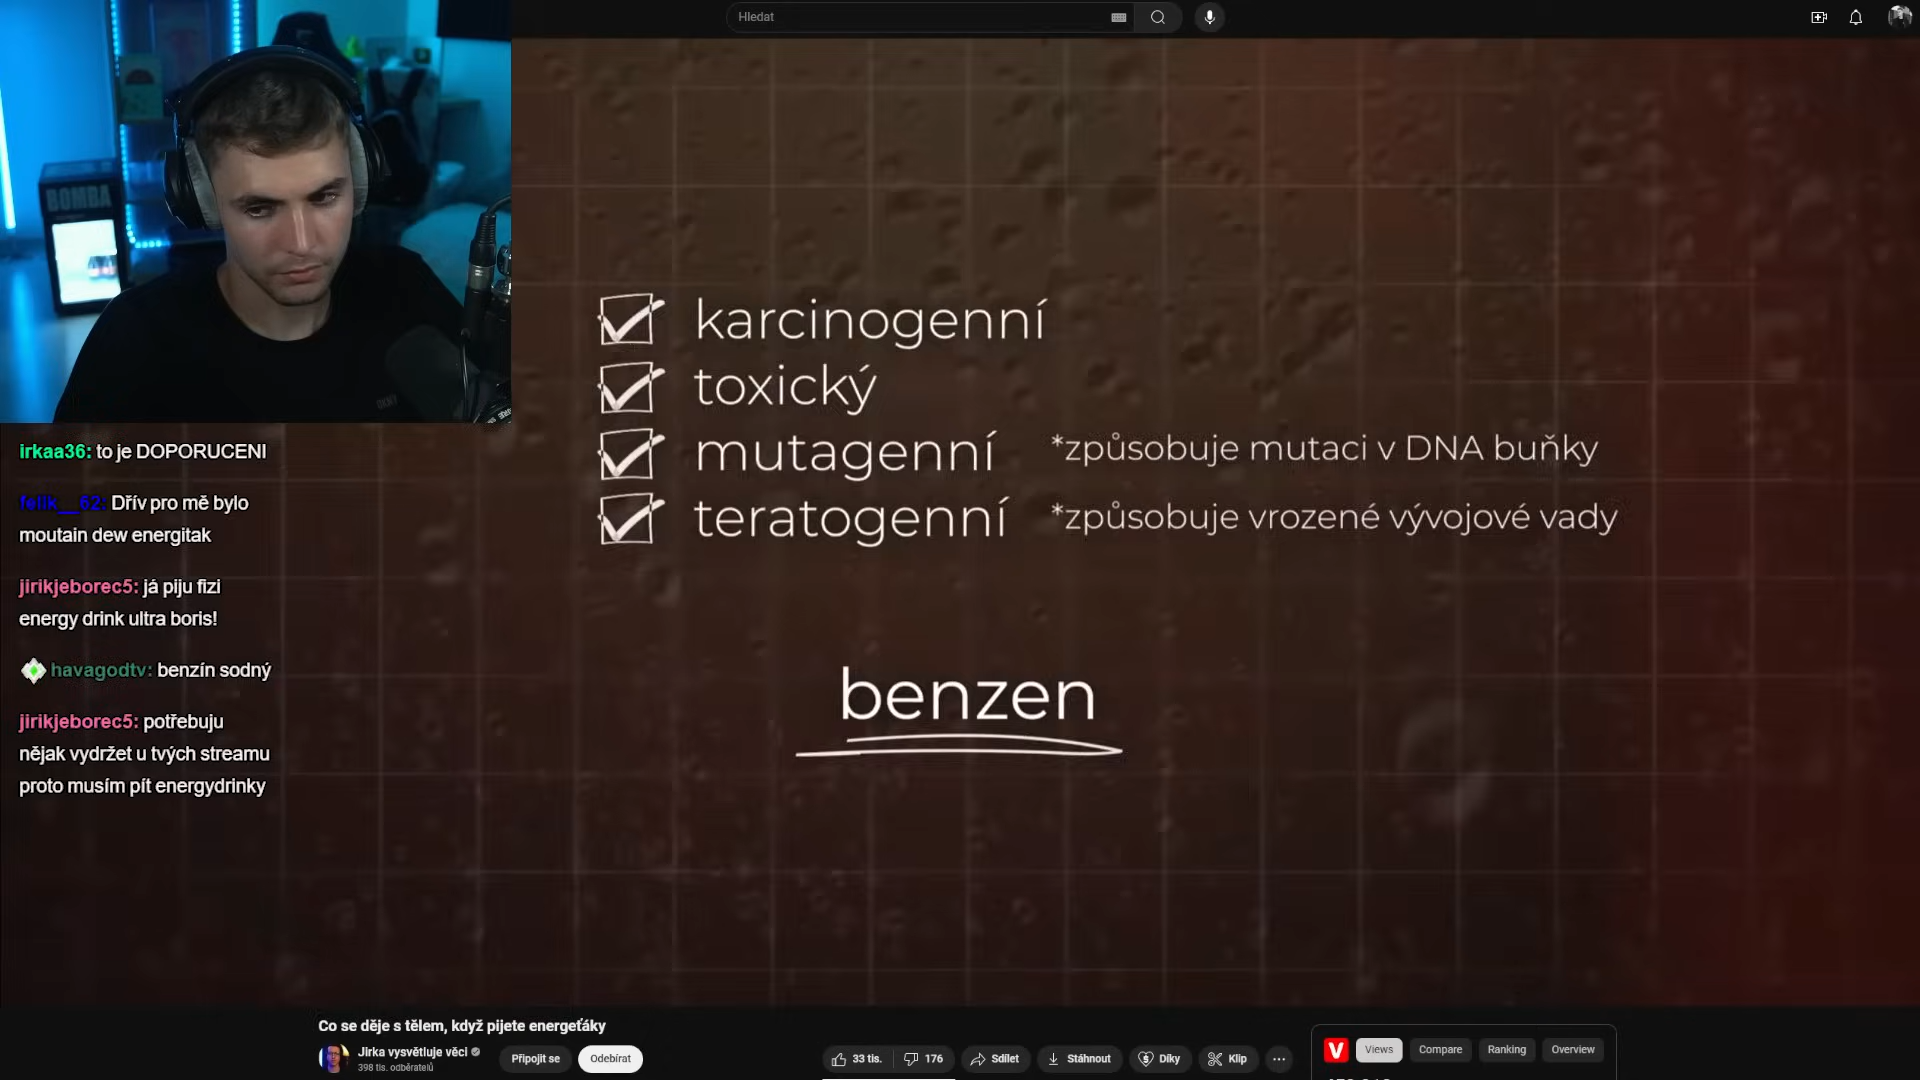 Hledat
BOMBA
karcinogenní
toxický
mutagenní *způsobuje mutaci v DNA buňky
teratogenní *způsobuje vrozené vývojové vady
benzen
irkaa36: to je DOPORUCENI
felik__62: Dřív pro mě bylo
moutain dew energitak
jirikjeborec5: já piju fizi
energy drink ultra boris!
havagodtv: benzín sodný
jirikjeborec5: potřebuju
nějak vydržet u tvých streamu
proto musím pít energydrinky
Co se děje s tělem, když pijete energeťáky
Jirka vysvětluje věci
398 tis. odběratelů
Připojit se
Odebírat
33 tis.
176
Sdílet
Stáhnout
Díky
Klip
Views
Compare
Ranking
Overview